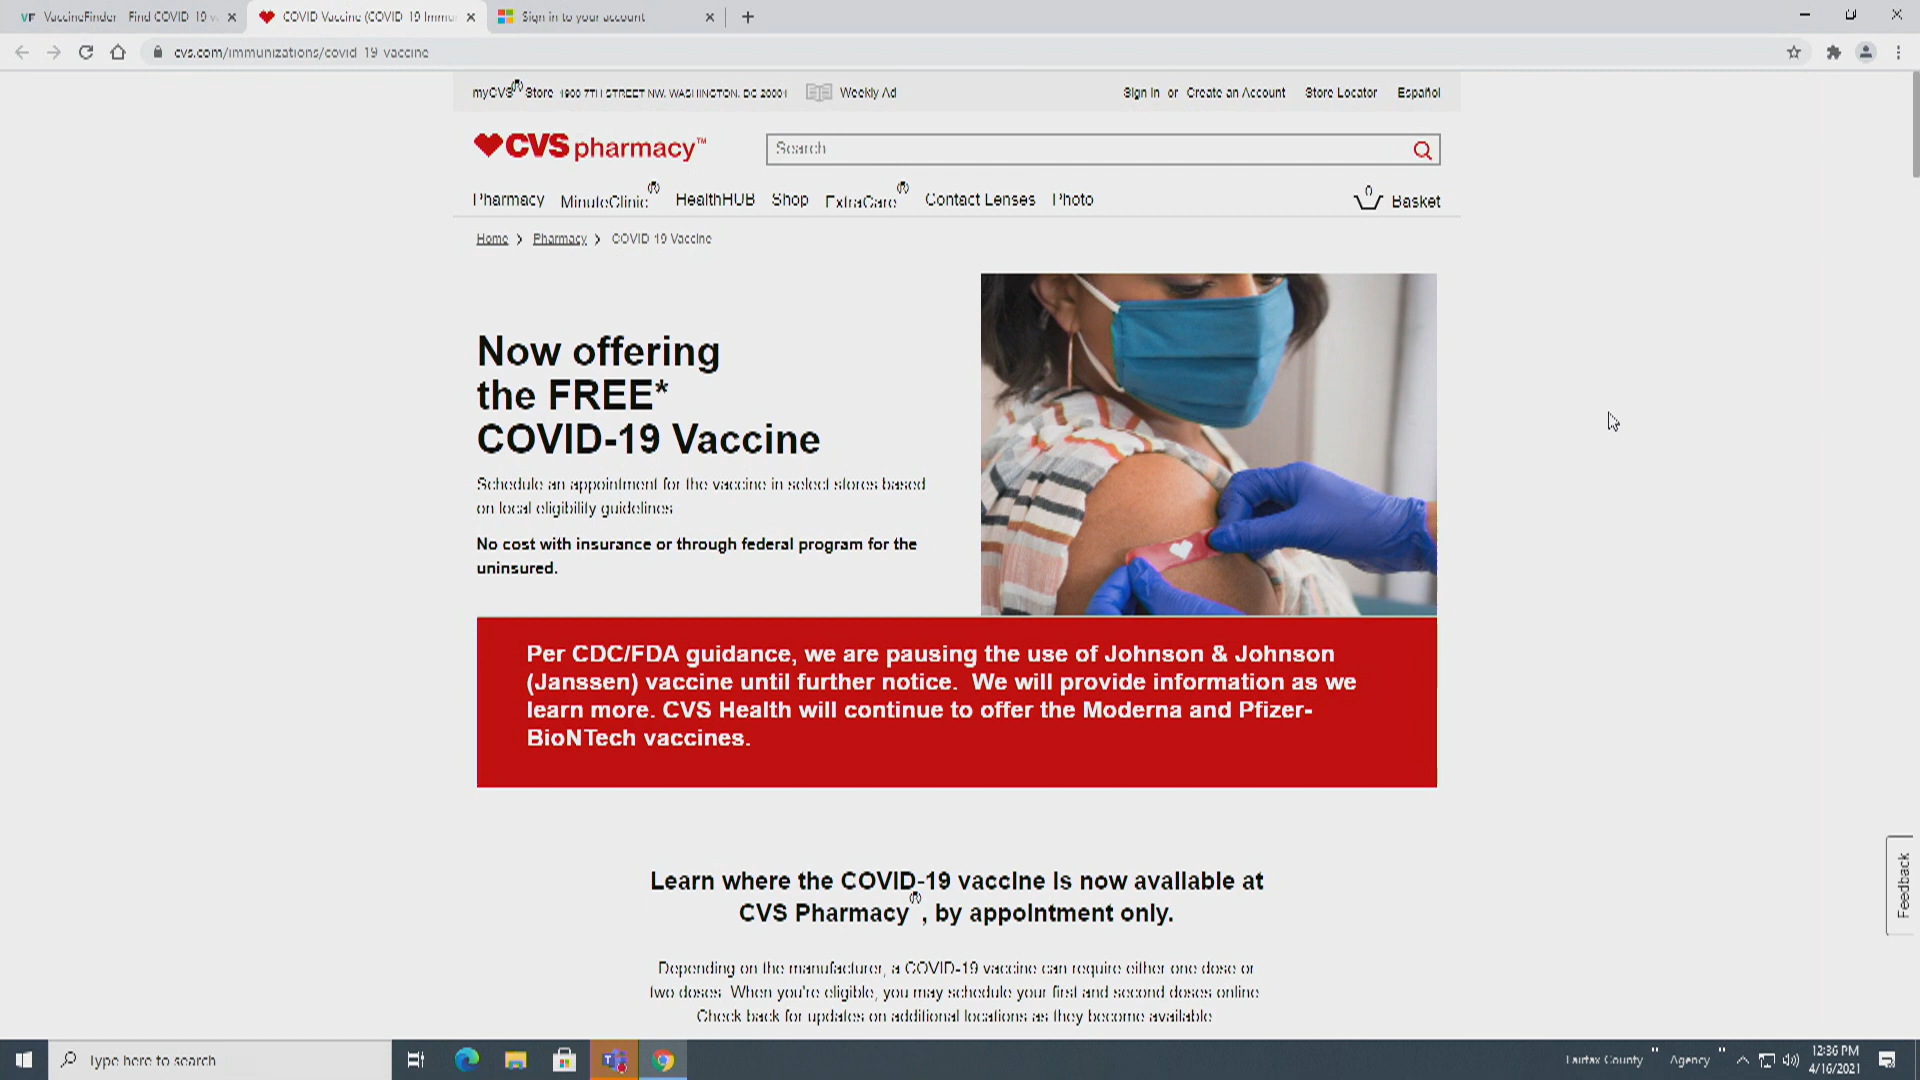 VF VaccineFinder Find COVID 19 v
COVID Vaccine (COVID 19 Immu
Sign in to your account
cvs.com/immunizations/covid 19 vaccine
myCVS® Store 1900 7TH STREET NW, WASHINGTON, DC 20001
Weekly Ad
Sign In or Create an Account
Store Locator
Español
CVS pharmacy™
Search
Pharmacy MinuteClinic® HealthHUB Shop ExtraCare® Contact Lenses Photo
0
Basket
Home > Pharmacy > COVID 19 Vaccine
Now offering
the FREE*
COVID-19 Vaccine
Schedule an appointment for the vaccine in select stores based
on local eligibility guidelines
No cost with insurance or through federal program for the
uninsured.
Per CDC/FDA guidance, we are pausing the use of Johnson & Johnson
(Janssen) vaccine until further notice. We will provide information as we
learn more. CVS Health will continue to offer the Moderna and Pfizer-
BioNTech vaccines.
Learn where the COVID-19 vaccine is now available at
CVS Pharmacy®, by appointment only.
Depending on the manufacturer, a COVID-19 vaccine can require either one dose or
two doses. When you're eligible, you may schedule your first and second doses online
Check back for updates on additional locations as they become available
Feedback
Type here to search
Fairfax County " Agency "
12:36 PM
4/16/2021